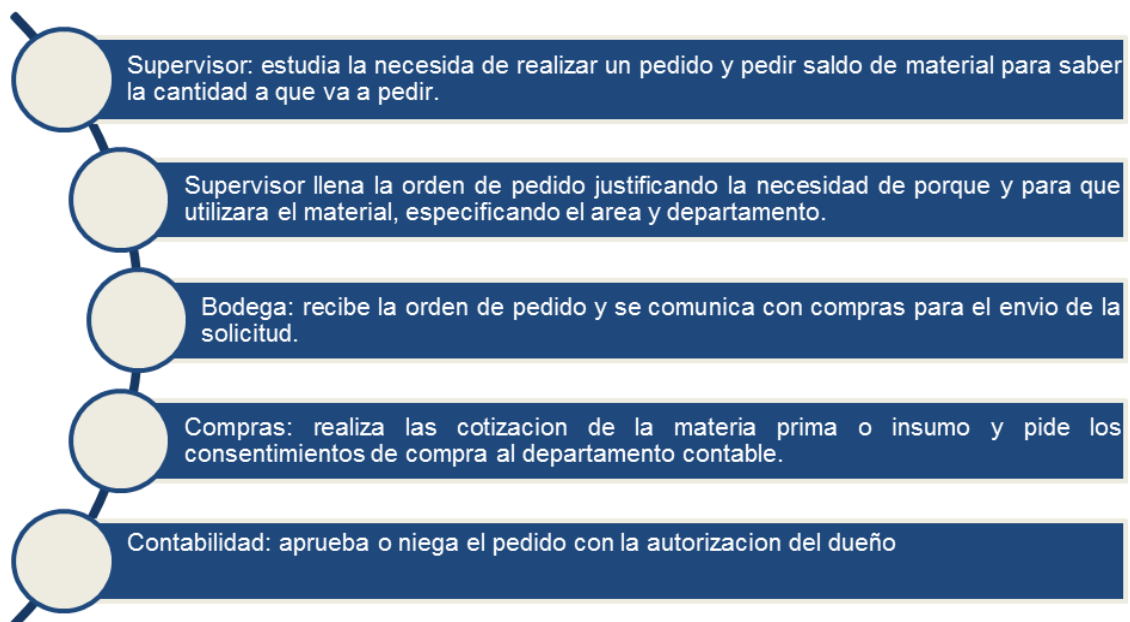 Supervisor: estudia la necesida de realizar un pedido y pedir saldo de material para saber
la cantidad a que va a pedir.
Supervisor llena la orden de pedido justificando la necesidad de porque y para que
utilizara el material, especificando el area y departamento.
Bodega: recibe la orden de pedido y se comunica con compras para el envio de la
solicitud.
Compras: realiza las cotizacion de la materia prima o insumo y pide los
consentimientos de compra al departamento contable.
Contabilidad: aprueba o niega el pedido con la autorizacion del dueño